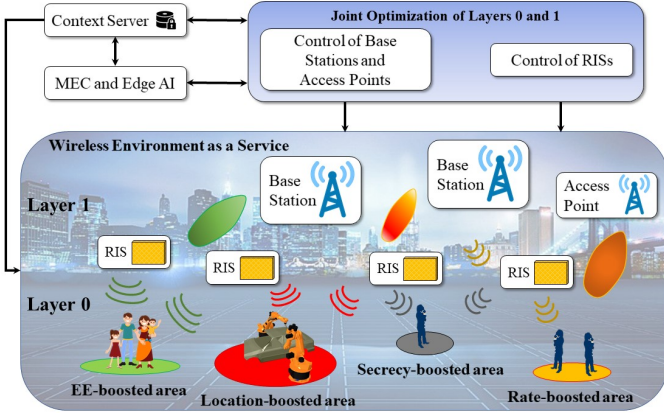 Context Server
MEC and Edge AI
Joint Optimization of Layers 0 and 1
Control of Base
Stations and
Access Points
Control of RISs
Wireless Environment as a Service
Layer 1
Base
Station
Base
Station
Access
Point
RIS
RIS
RIS
RIS
Layer 0
EE-boosted area
Location-boosted area
Secrecy-boosted area
Rate-boosted area